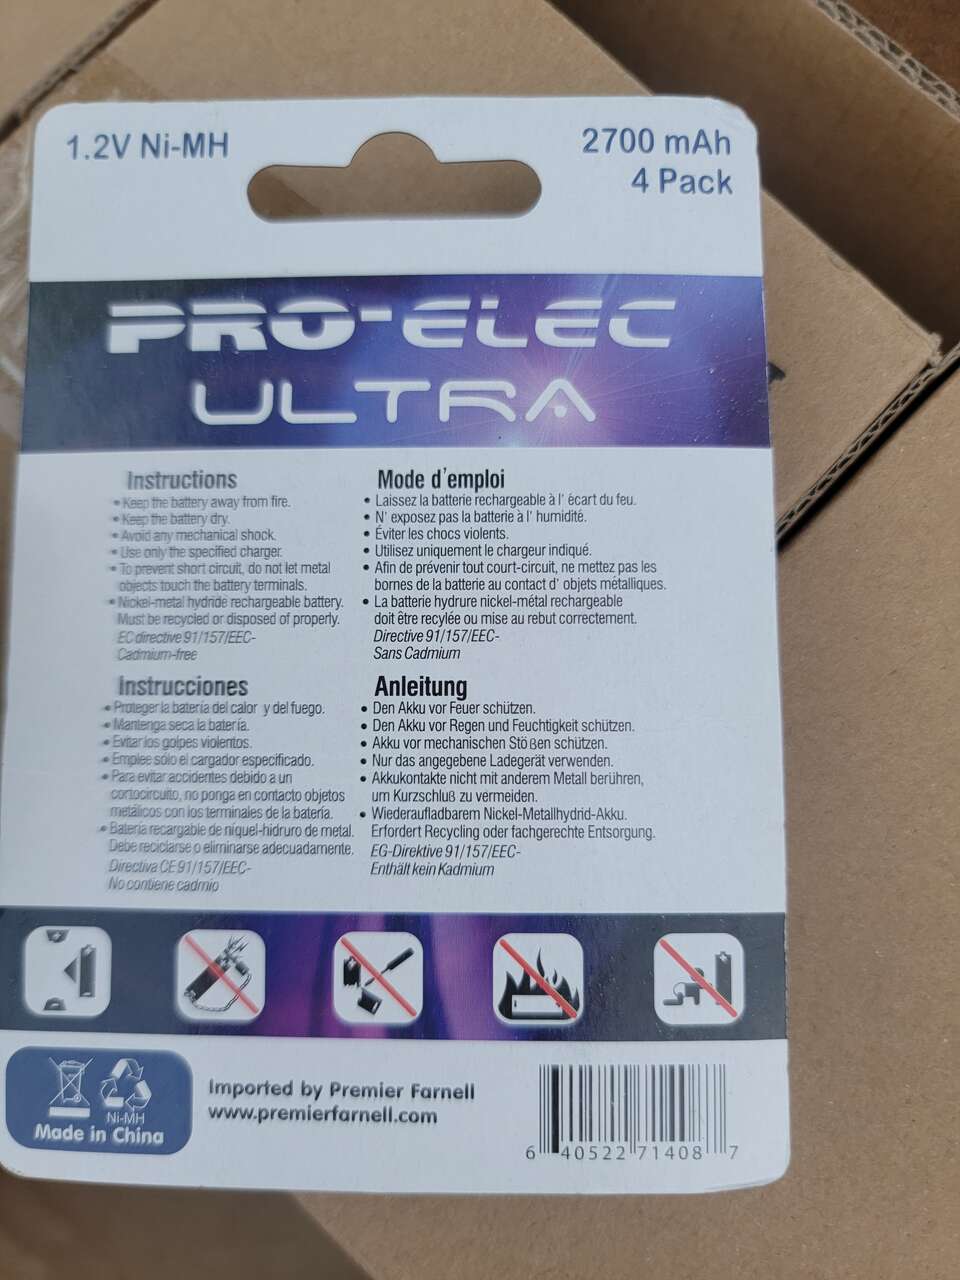 1.2V Ni-MH
2700 mAh
4 Pack
PRO-ELEC
ULTRA
Instructions
• Keep the battery away from fire.
• Keep the battery dry.
• Avoid any mechanical shock.
• Use only the specified charger.
• To prevent short circuit, do not let metal
objects touch the battery terminals.
• Nickel-metal hydride rechargeable battery.
Must be recycled or disposed of properly.
EC directive 91/157/EEC-
Cadmium-free
Mode d'emploi
• Laissez la batterie rechargeable à l' écart du feu.
• N' exposez pas la batterie à l' humidité.
• Éviter les chocs violents.
• Utilisez uniquement le chargeur indiqué.
• Afin de prévenir tout court-circuit, ne mettez pas les
bornes de la batterie au contact d' objets métalliques.
• La batterie hydrure nickel-métal rechargeable
doit être recylée ou mise au rebut correctement.
Directive 91/157/EEC-
Sans Cadmium
Instrucciones
• Proteger la batería del calor y del fuego.
• Mantenga seca la batería.
• Evitar los golpes violentos.
• Emplee sólo el cargador especificado.
• Para evitar accidentes debido a un
cortocircuito, no ponga en contacto objetos
metálicos con los terminales de la batería.
• Batería recargable de níquel-hidruro de metal.
Debe reciclarse o eliminarse adecuadamente.
Directiva CE 91/157/EEC-
No contiene cadmio
Anleitung
• Den Akku vor Feuer schützen.
• Den Akku vor Regen und Feuchtigkeit schützen.
• Akku vor mechanischen Stö ßen schützen.
• Nur das angegebene Ladegerät verwenden.
• Akkukontakte nicht mit anderem Metall berühren,
um Kurzschluß zu vermeiden.
• Wiederaufladbarem Nickel-Metallhydrid-Akku.
Erfordert Recycling oder fachgerechte Entsorgung.
EG-Direktive 91/157/EEC-
Enthält kein Kadmium
Ni-MH
Made in China
Imported by Premier Farnell
www.premierfarnell.com
6 40522 71408 7